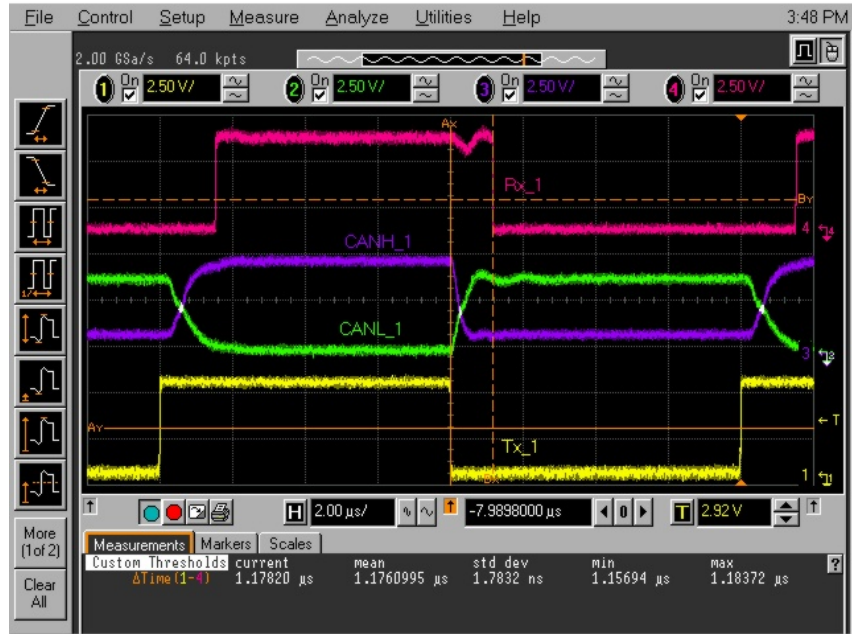 File Control Setup Measure Analyze Utilities Help 3:48 PM
2.00 GSa/s 64.0 kpts
1 On 2.50 V/ 2 On 2.50 V/ 3 On 2.50 V/ 4 On 2.50 V/
Ax
Rx_1
BY
4
CANH_1
CANL_1
3
2
AY
T
Tx_1
Bx
1
More
(1of 2)
Clear
All
H 2.00 µs/ -7.9898000 µs 0 T 2.92 V
Measurements Markers Scales
Custom Thresholds current mean std dev min max ?
ΔTime(1-4) 1.17820 µs 1.1760995 µs 1.7832 ns 1.15694 µs 1.18372 µs